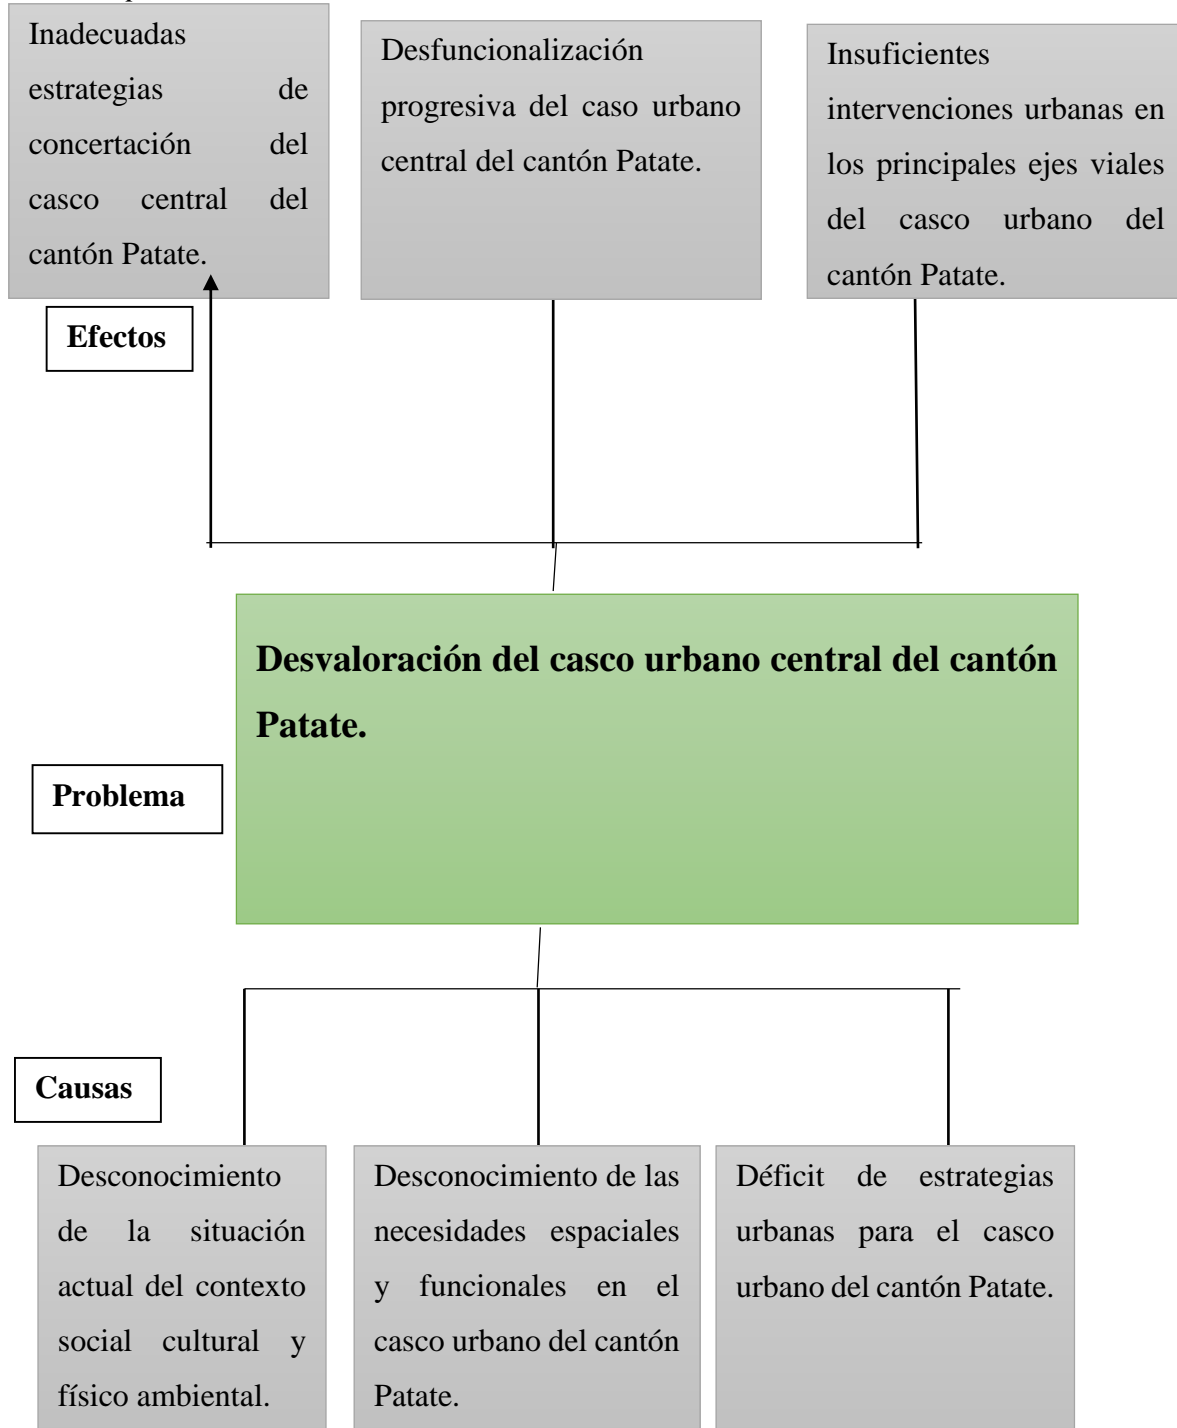 Inadecuadas
estrategias de
concertación del
casco central del
cantón Patate.
Desfuncionalización
progresiva del caso urbano
central del cantón Patate.
Insuficientes
intervenciones urbanas en
los principales ejes viales
del casco urbano del
cantón Patate.
Efectos
Desvaloración del casco urbano central del cantón
Patate.
Problema
Causas
Desconocimiento
de la situación
actual del contexto
social cultural y
físico ambiental.
Desconocimiento de las
necesidades espaciales
y funcionales en el
casco urbano del cantón
Patate.
Déficit de estrategias
urbanas para el casco
urbano del cantón Patate.